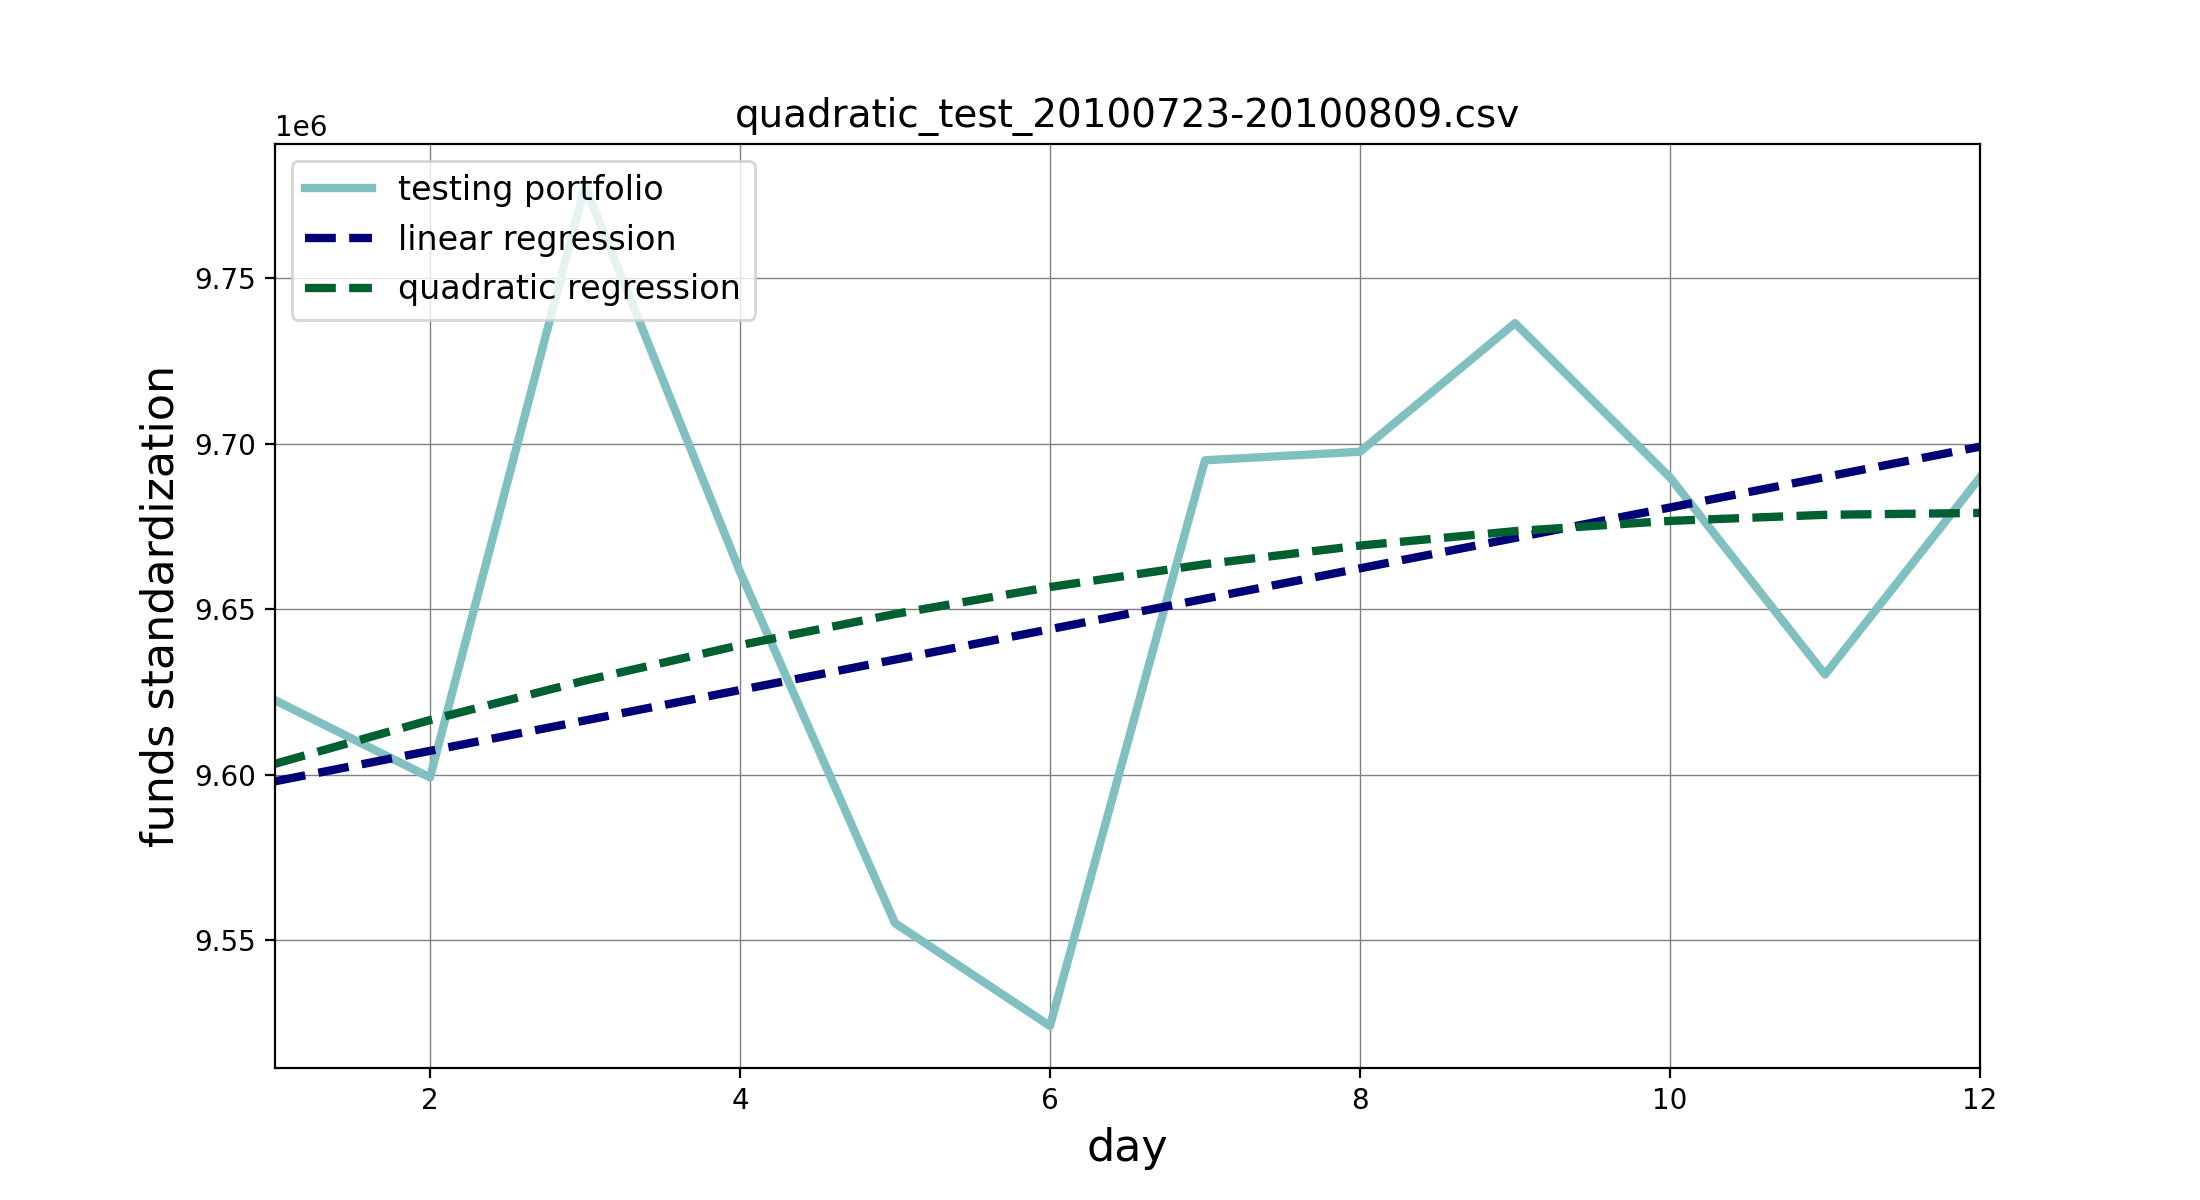 quadratic_test_20100723-20100809.csv
1e6
testing portfolio
linear regression
quadratic regression
9.75
9.70
9.65
9.60
9.55
funds standardization
2 4 6 8 10 12
day